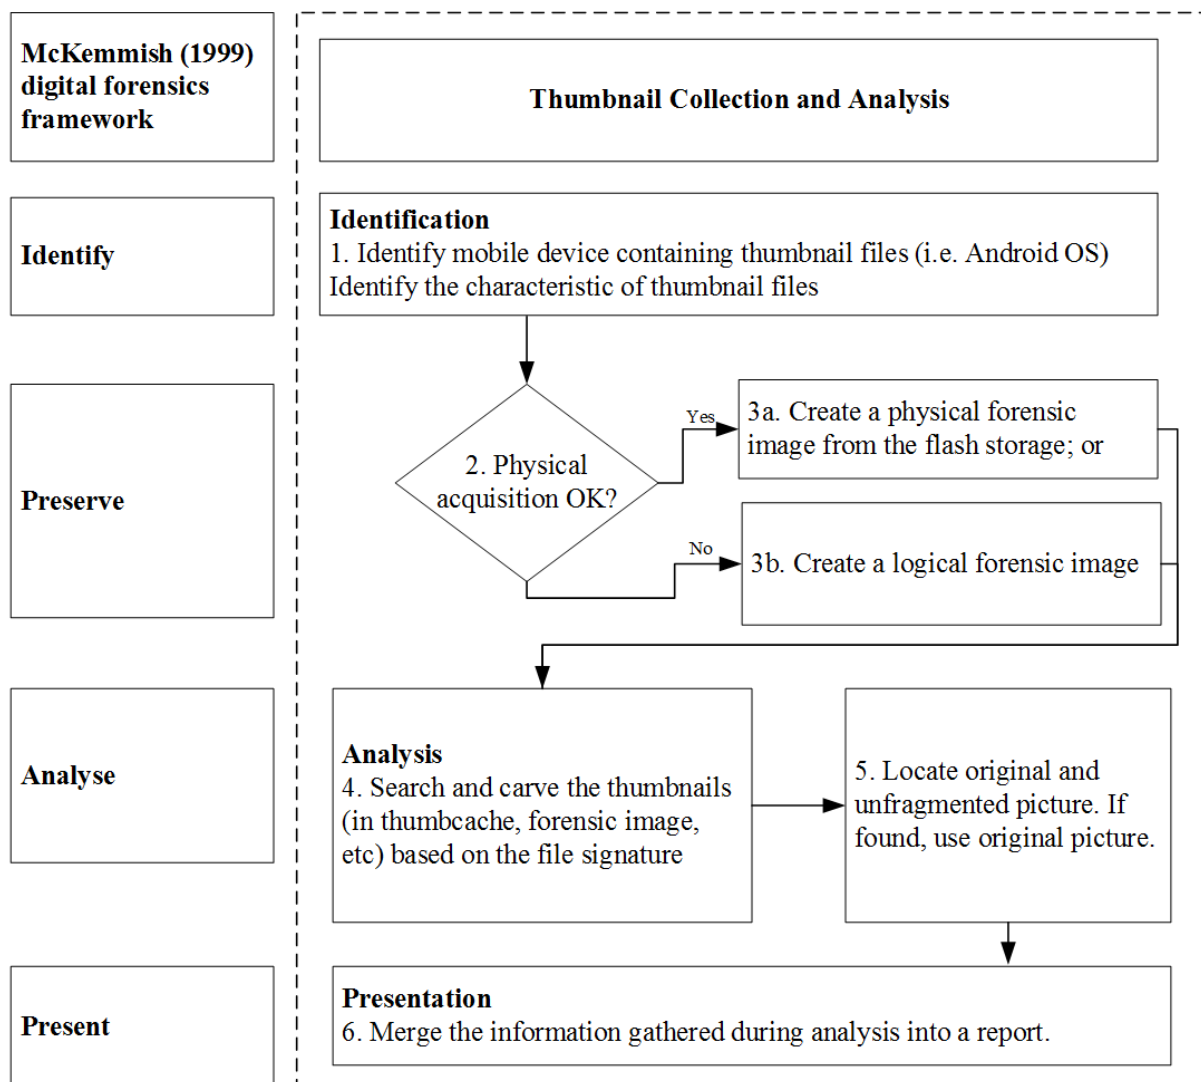 McKemmish (1999)
digital forensics
framework
Thumbnail Collection and Analysis
Identify
Identification
1. Identify mobile device containing thumbnail files (i.e. Android OS)
Identify the characteristic of thumbnail files
Preserve
2. Physical
acquisition OK?
Yes
3a. Create a physical forensic
image from the flash storage; or
No
3b. Create a logical forensic image
Analyse
Analysis
4. Search and carve the thumbnails
(in thumbcache, forensic image,
etc) based on the file signature
5. Locate original and
unfragmented picture. If
found, use original picture.
Present
Presentation
6. Merge the information gathered during analysis into a report.